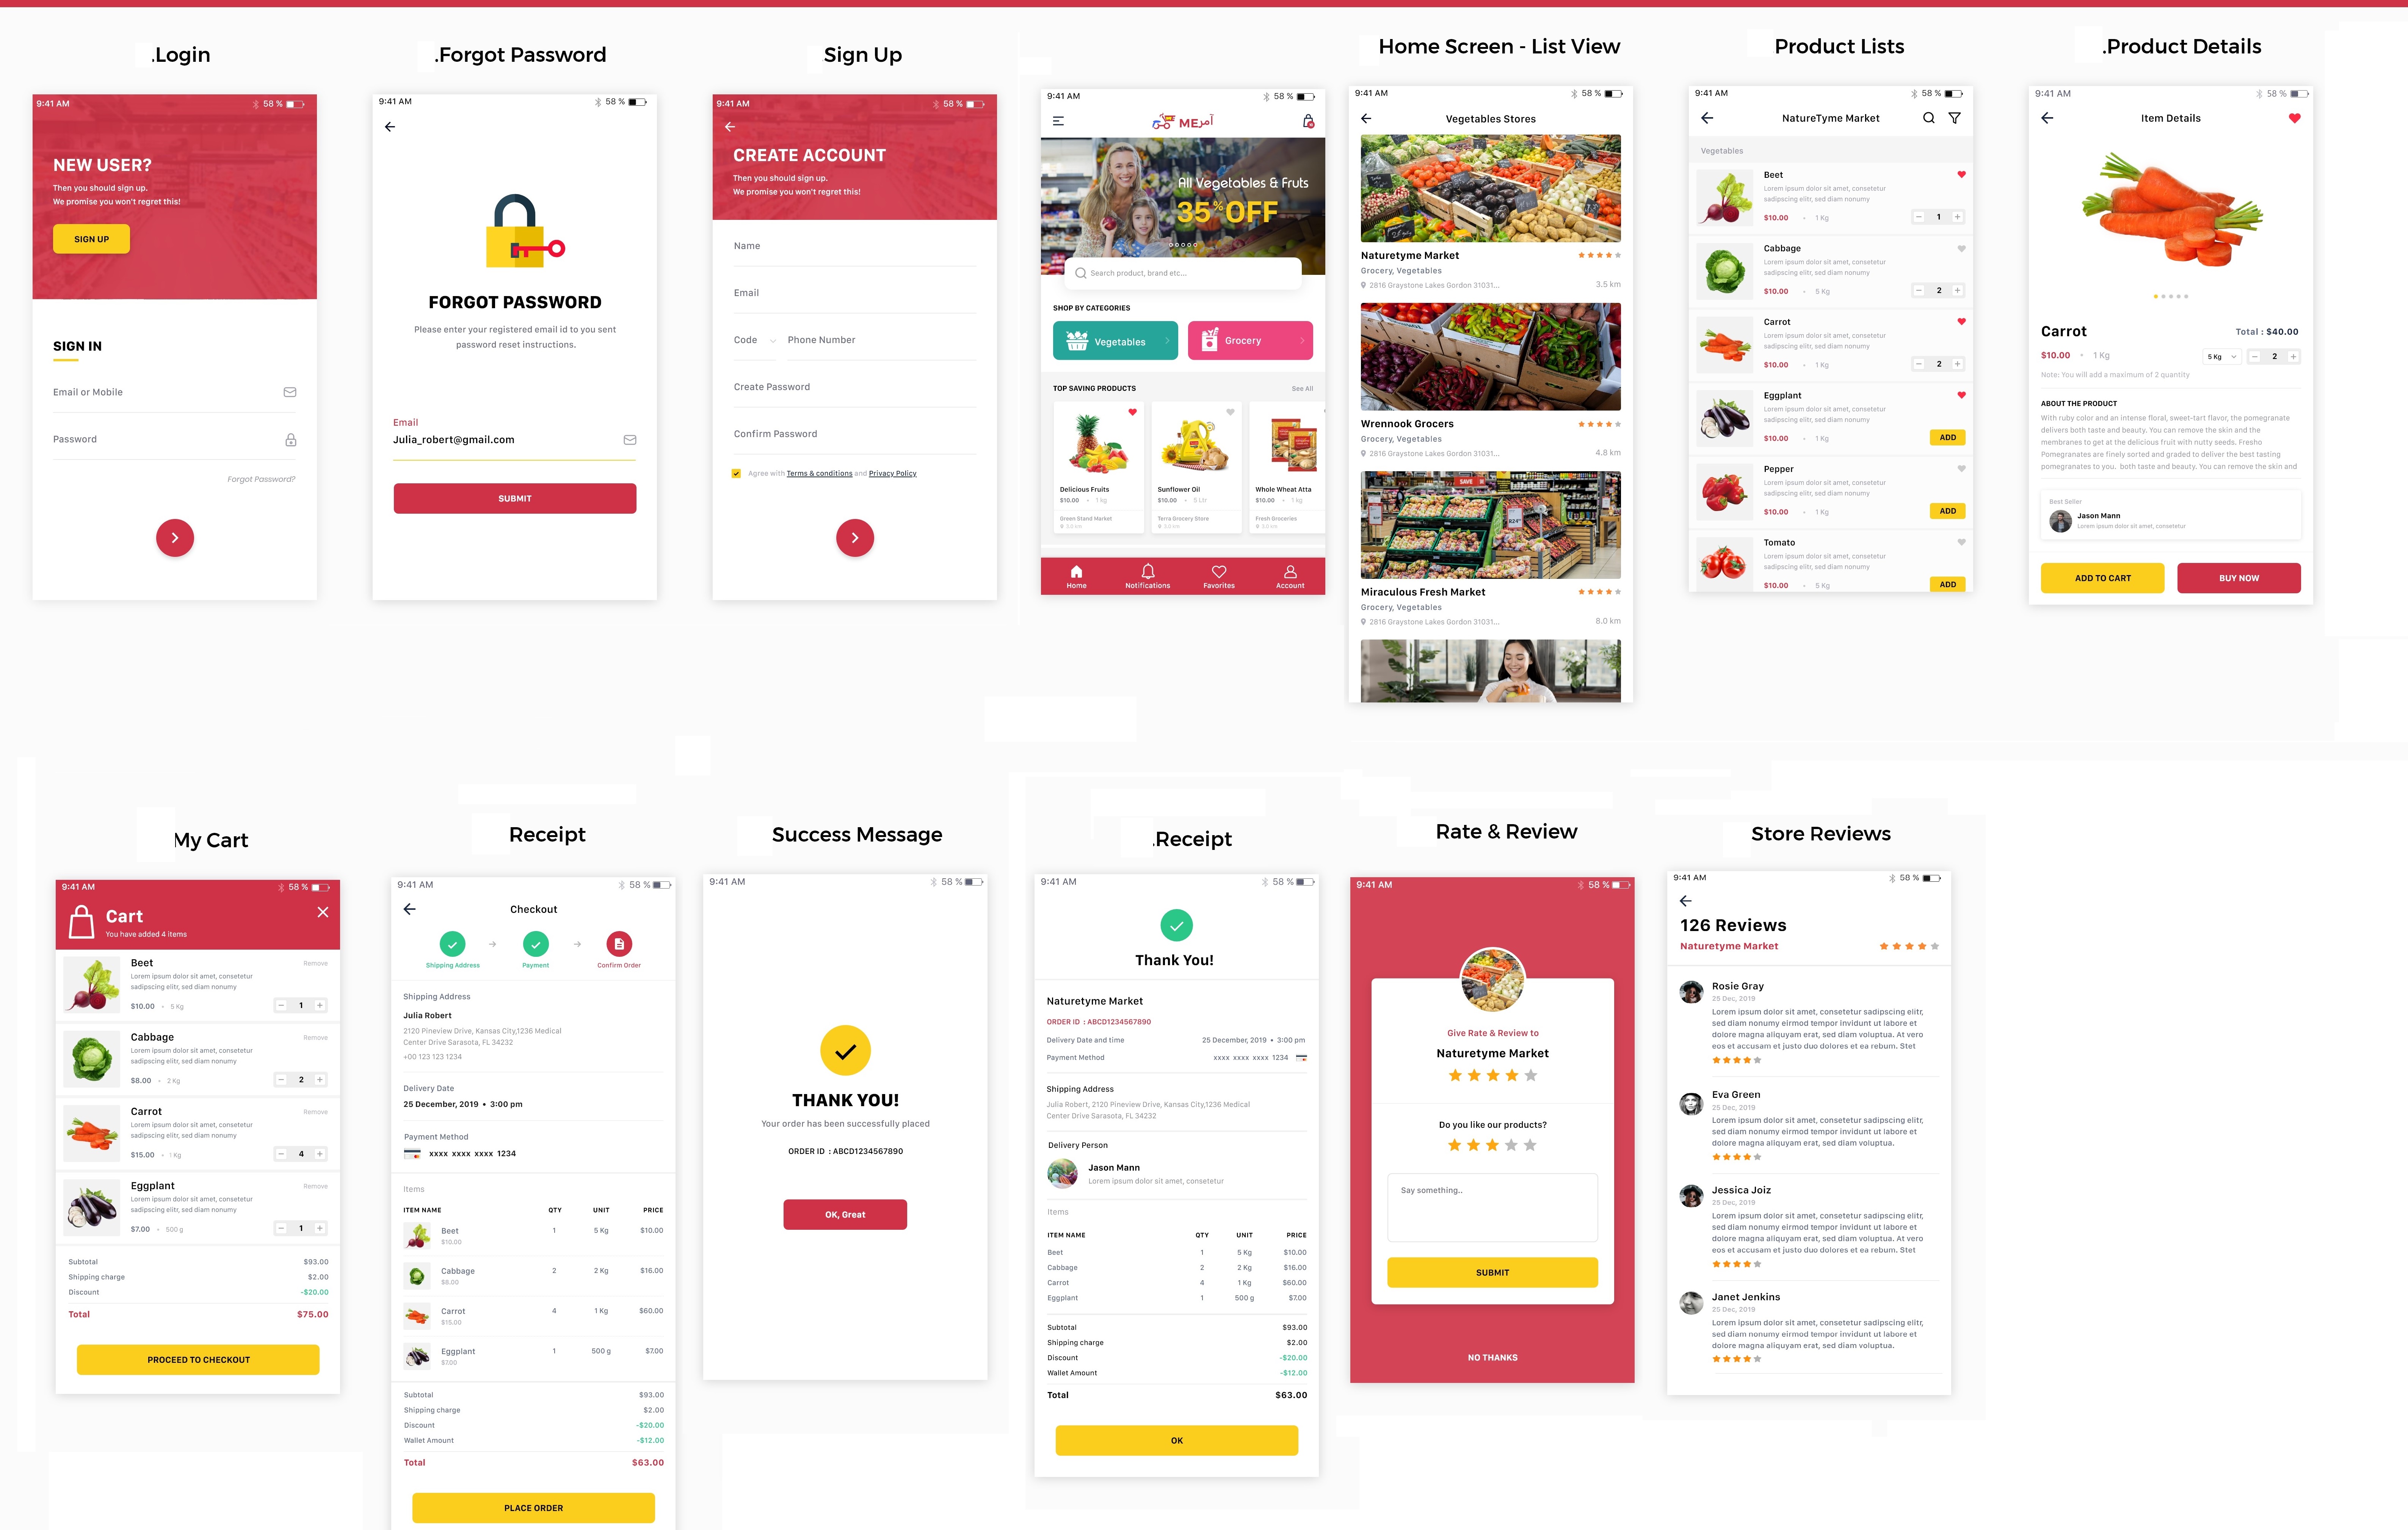 .Login
9:41 AM 58 %
NEW USER?
Then you should sign up.
We promise you won't regret this!
SIGN UP
SIGN IN
Email or Mobile
Password
Forgot Password?
.Forgot Password
9:41 AM 58 %
FORGOT PASSWORD
Please enter your registered email id to you sent
password reset instructions.
Email
Julia_robert@gmail.com
SUBMIT
Sign Up
9:41 AM 58 %
CREATE ACCOUNT
Then you should sign up.
We promise you won't regret this!
Name
Email
Code Phone Number
Create Password
Confirm Password
Agree with Terms & conditions and Privacy Policy
9:41 AM 58 %
ME آمر
All Vegetables & Fruts
35%OFF
Search product, brand etc...
SHOP BY CATEGORIES
Vegetables Grocery
TOP SAVING PRODUCTS See All
Delicious Fruits Sunflower Oil Whole Wheat Atta
$10.00 • 1 kg $10.00 • 5 Ltr $10.00 • 1 kg
Green Stand Market Terra Grocery Store Fresh Groceries
Home Notifications Favorites Account
Home Screen - List View
9:41 AM 58 %
Vegetables Stores
Naturetyme Market
Grocery, Vegetables
2816 Graystone Lakes Gordon 31031... 3.5 km
Wrennook Grocers
Grocery, Vegetables
2816 Graystone Lakes Gordon 31031... 4.8 km
SAVE
Miraculous Fresh Market
Grocery, Vegetables
2816 Graystone Lakes Gordon 31031... 8.0 km
Product Lists
9:41 AM 58 %
NatureTyme Market
Vegetables
Beet
Lorem ipsum dolor sit amet, consetetur
sadipscing elitr, sed diam nonumy
$10.00 • 1 Kg − 1 +
Cabbage
Lorem ipsum dolor sit amet, consetetur
sadipscing elitr, sed diam nonumy
$10.00 • 5 Kg − 2 +
Carrot
Lorem ipsum dolor sit amet, consetetur
sadipscing elitr, sed diam nonumy
$10.00 • 1 Kg − 2 +
Eggplant
Lorem ipsum dolor sit amet, consetetur
sadipscing elitr, sed diam nonumy
$10.00 • 1 Kg ADD
Pepper
Lorem ipsum dolor sit amet, consetetur
sadipscing elitr, sed diam nonumy
$10.00 • 1 Kg ADD
Tomato
Lorem ipsum dolor sit amet, consetetur
sadipscing elitr, sed diam nonumy
$10.00 • 5 Kg ADD
.Product Details
9:41 AM 58 %
Item Details
Carrot Total : $40.00
$10.00 • 1 Kg 5 Kg − 2 +
Note: You will add a maximum of 2 quantity
ABOUT THE PRODUCT
With ruby color and an intense floral, sweet-tart flavor, the pomegranate
delivers both taste and beauty. You can remove the skin and the
membranes to get at the delicious fruit with nutty seeds. Fresho
Pomegranates are finely sorted and graded to deliver the best tasting
pomegranates to you. both taste and beauty. You can remove the skin and
Best Seller
Jason Mann
Lorem ipsum dolor sit amet, consetetur
ADD TO CART BUY NOW
My Cart
9:41 AM 58 %
Cart
You have added 4 items
Beet Remove
Lorem ipsum dolor sit amet, consetetur
sadipscing elitr, sed diam nonumy
$10.00 • 5 Kg − 1 +
Cabbage Remove
Lorem ipsum dolor sit amet, consetetur
sadipscing elitr, sed diam nonumy
$8.00 • 2 Kg − 2 +
Carrot Remove
Lorem ipsum dolor sit amet, consetetur
sadipscing elitr, sed diam nonumy
$15.00 • 1 Kg − 4 +
Eggplant Remove
Lorem ipsum dolor sit amet, consetetur
sadipscing elitr, sed diam nonumy
$7.00 • 500 g − 1 +
Subtotal $93.00
Shipping charge $2.00
Discount -$20.00
Total $75.00
PROCEED TO CHECKOUT
Receipt
9:41 AM 58 %
Checkout
Shipping Address Payment Confirm Order
Shipping Address
Julia Robert
2120 Pineview Drive, Kansas City,1236 Medical
Center Drive Sarasota, FL 34232
+00 123 123 1234
Delivery Date
25 December, 2019 • 3:00 pm
Payment Method
xxxx xxxx xxxx 1234
Items
ITEM NAME QTY UNIT PRICE
Beet 1 5 Kg $10.00
$10.00
Cabbage 2 2 Kg $16.00
$8.00
Carrot 4 1 Kg $60.00
$15.00
Eggplant 1 500 g $7.00
$7.00
Subtotal $93.00
Shipping charge $2.00
Discount -$20.00
Wallet Amount -$12.00
Total $63.00
PLACE ORDER
Success Message
9:41 AM 58 %
THANK YOU!
Your order has been successfully placed
ORDER ID : ABCD1234567890
OK, Great
.Receipt
9:41 AM 58 %
Thank You!
Naturetyme Market
ORDER ID : ABCD1234567890
Delivery Date and time 25 December, 2019 • 3:00 pm
Payment Method xxxx xxxx xxxx 1234
Shipping Address
Julia Robert, 2120 Pineview Drive, Kansas City,1236 Medical
Center Drive Sarasota, FL 34232
Delivery Person
Jason Mann
Lorem ipsum dolor sit amet, consetetur
Items
ITEM NAME QTY UNIT PRICE
Beet 1 5 Kg $10.00
Cabbage 2 2 Kg $16.00
Carrot 4 1 Kg $60.00
Eggplant 1 500 g $7.00
Subtotal $93.00
Shipping charge $2.00
Discount -$20.00
Wallet Amount -$12.00
Total $63.00
OK
Rate & Review
9:41 AM 58 %
Give Rate & Review to
Naturetyme Market
Do you like our products?
Say something..
SUBMIT
NO THANKS
Store Reviews
9:41 AM 58 %
126 Reviews
Naturetyme Market
Rosie Gray
25 Dec, 2019
Lorem ipsum dolor sit amet, consetetur sadipscing elitr,
sed diam nonumy eirmod tempor invidunt ut labore et
dolore magna aliquyam erat, sed diam voluptua. At vero
eos et accusam et justo duo dolores et ea rebum. Stet
Eva Green
25 Dec, 2019
Lorem ipsum dolor sit amet, consetetur sadipscing elitr,
sed diam nonumy eirmod tempor invidunt ut labore et
dolore magna aliquyam erat, sed diam voluptua.
Jessica Joiz
25 Dec, 2019
Lorem ipsum dolor sit amet, consetetur sadipscing elitr,
sed diam nonumy eirmod tempor invidunt ut labore et
dolore magna aliquyam erat, sed diam voluptua. At vero
eos et accusam et justo duo dolores et ea rebum. Stet
Janet Jenkins
25 Dec, 2019
Lorem ipsum dolor sit amet, consetetur sadipscing elitr,
sed diam nonumy eirmod tempor invidunt ut labore et
dolore magna aliquyam erat, sed diam voluptua.